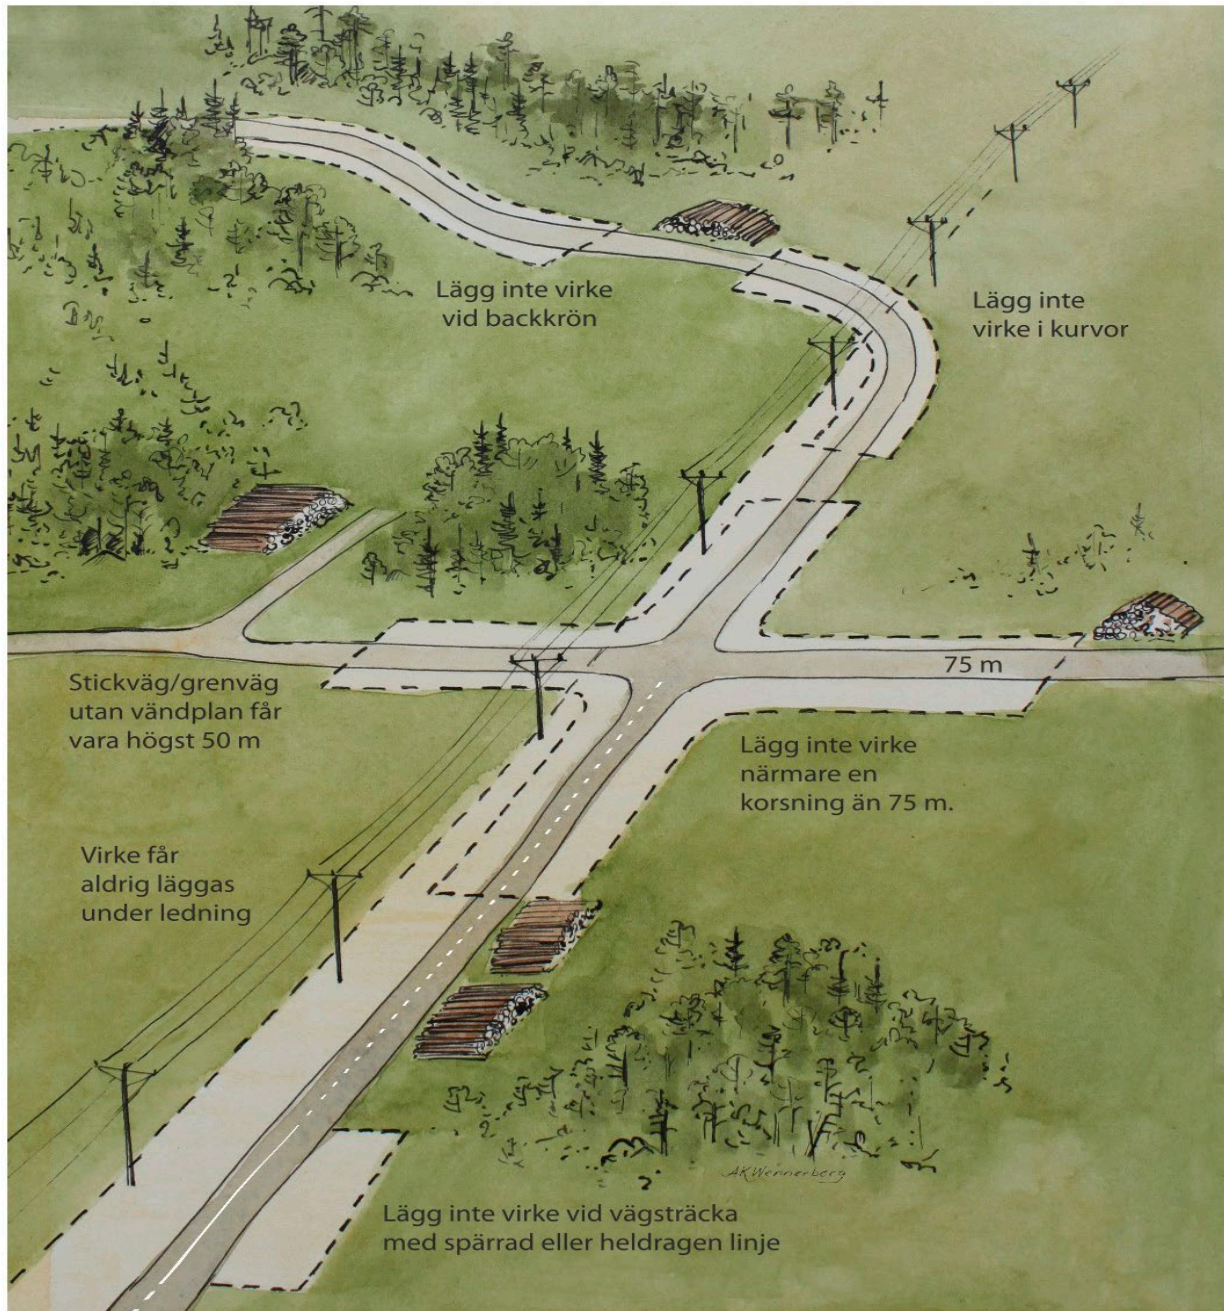 Lägg inte virke
vid backkrön
Lägg inte
virke i kurvor
Stickväg/grenväg
utan vändplan får
vara högst 50 m
75 m
Lägg inte virke
närmare en
korsning än 75 m.
Virke får
aldrig läggas
under ledning
AKWennerberg
Lägg inte virke vid vägsträcka
med spärrad eller heldragen linje